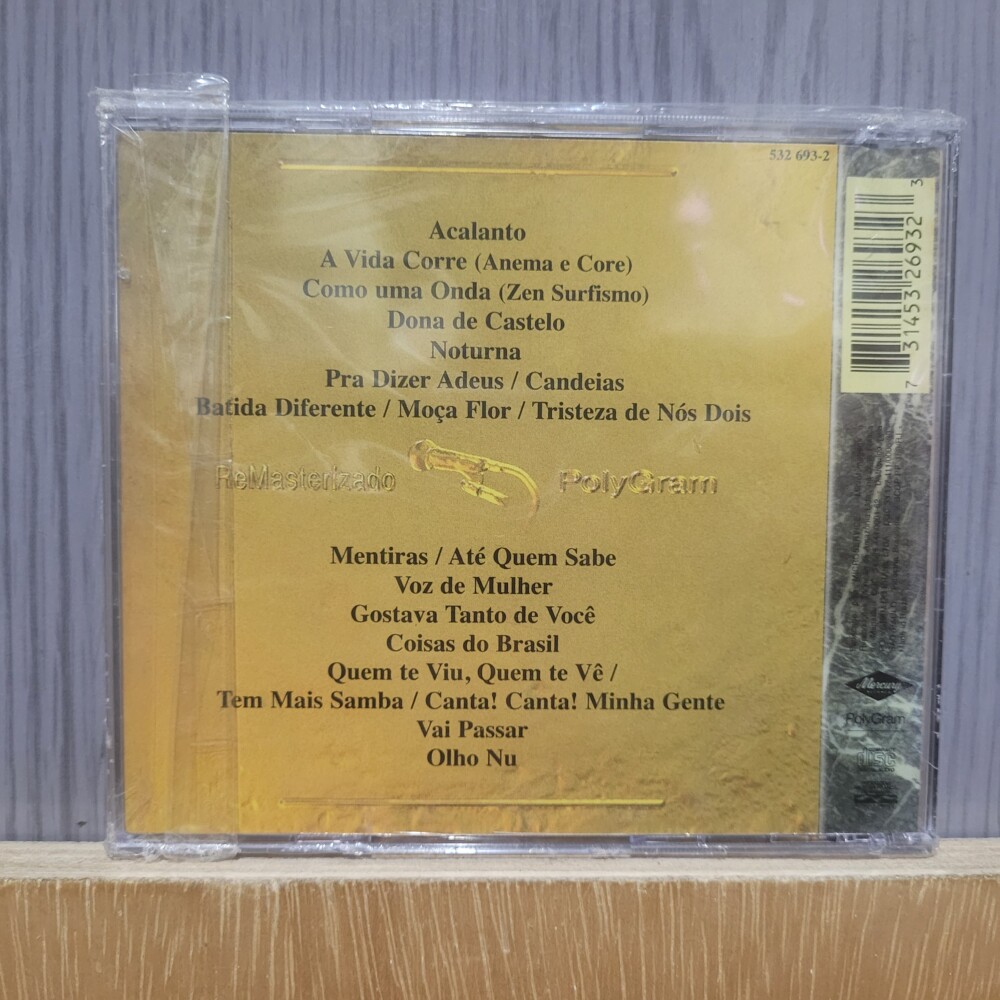 532 693-2
Acalanto
A Vida Corre (Anema e Core)
Como uma Onda (Zen Surfismo)
Dona de Castelo
Noturna
Pra Dizer Adeus / Candeias
Batida Diferente / Moça Flor / Tristeza de Nós Dois
ReMasterizado PolyGram
Mentiras / Até Quem Sabe
Voz de Mulher
Gostava Tanto de Você
Coisas do Brasil
Quem te Viu, Quem te Vê /
Tem Mais Samba / Canta! Canta! Minha Gente
Vai Passar
Olho Nu
7 31453 26932 3
Mercury
PolyGram